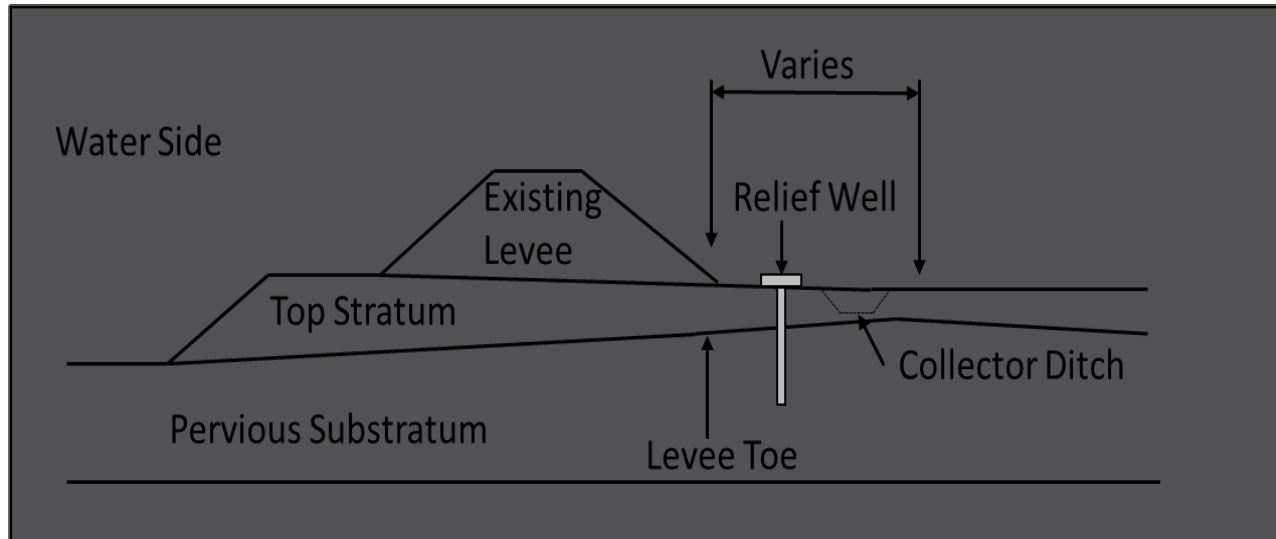 Varies
Water Side
Existing
Levee
Relief Well
Top Stratum
Collector Ditch
Pervious Substratum
Levee Toe